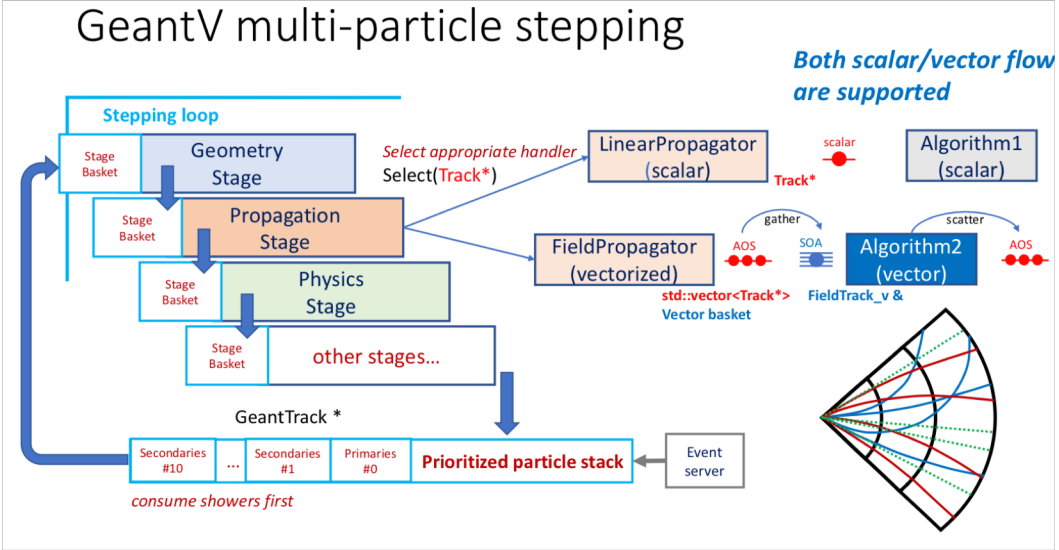 GeantV multi-particle stepping
Both scalar/vector flow
are supported
Stepping loop
Stage
Basket
Geometry
Stage
Select appropriate handler
Select(Track*)
LinearPropagator
(scalar)
Track*
scalar
Algorithm1
(scalar)
Stage
Basket
Propagation
Stage
FieldPropagator
(vectorized)
AOS
gather
SOA
Algorithm2
(vector)
scatter
AOS
std::vector<Track*>
Vector basket
FieldTrack_v &
Stage
Basket
Physics
Stage
Stage
Basket
other stages...
GeantTrack *
Secondaries
#10
...
Secondaries
#1
Primaries
#0
Prioritized particle stack
Event
server
consume showers first